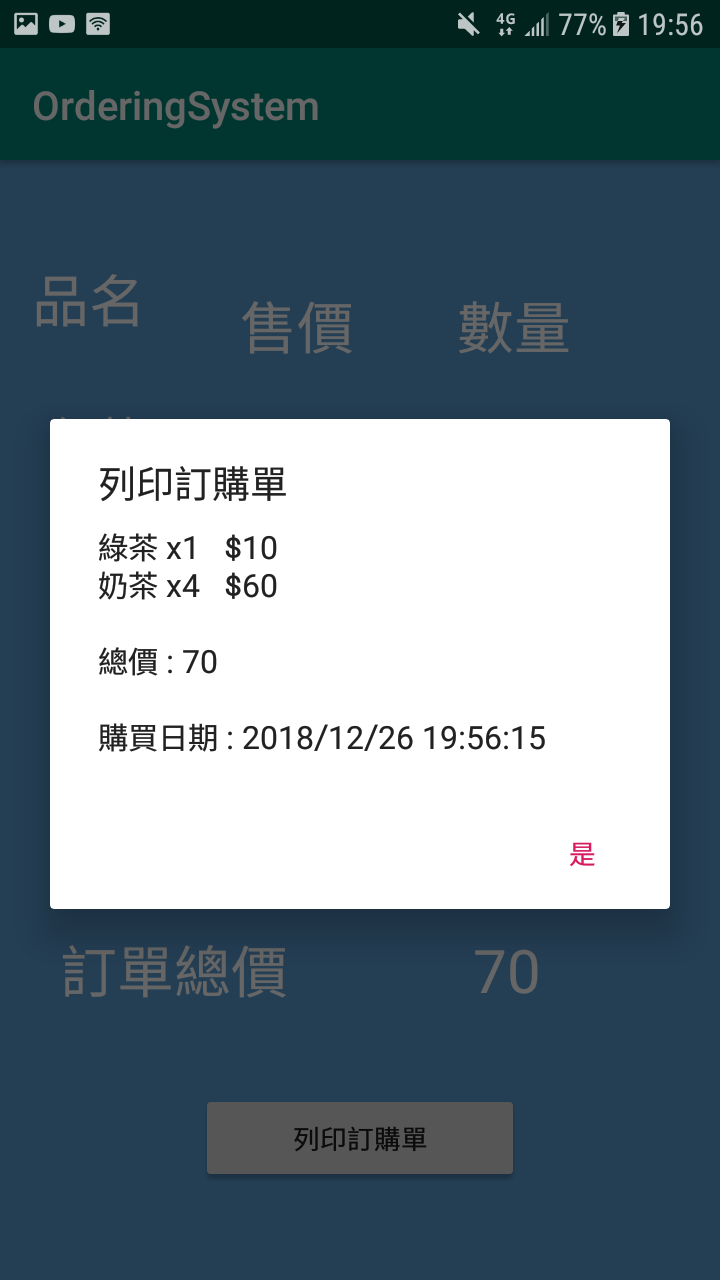 4G 77% 19:56
OrderingSystem
品名 售價 數量
列印訂購單
綠茶 x1 $10
奶茶 x4 $60
總價 : 70
購買日期 : 2018/12/26 19:56:15
是
訂單總價 70
列印訂購單